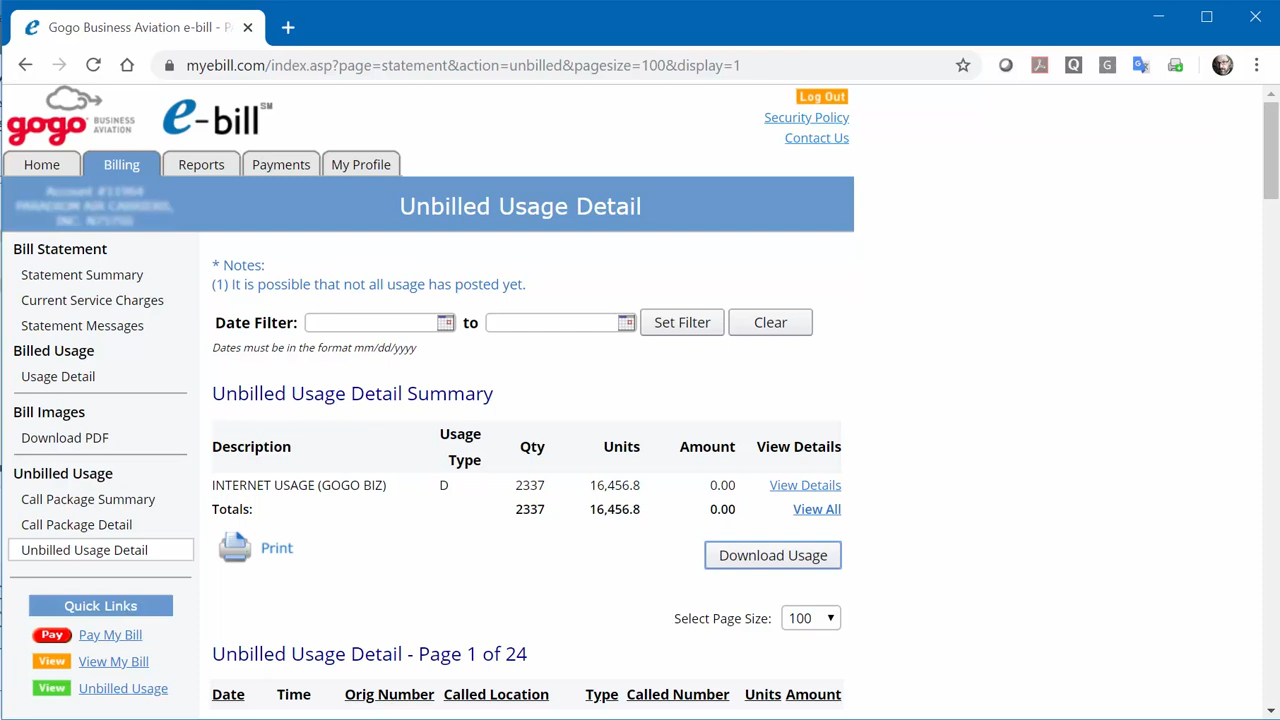 Gogo Business Aviation e-bill - P
myebill.com/index.asp?page=statement&action=unbilled&pagesize=100&display=1
gogo BUSINESS AVIATION
e-bill SM
Log Out
Security Policy
Contact Us
Home
Billing
Reports
Payments
My Profile
Unbilled Usage Detail
Bill Statement
Statement Summary
Current Service Charges
Statement Messages
Billed Usage
Usage Detail
Bill Images
Download PDF
Unbilled Usage
Call Package Summary
Call Package Detail
Unbilled Usage Detail
Quick Links
Pay Pay My Bill
View View My Bill
View Unbilled Usage
* Notes:
(1) It is possible that not all usage has posted yet.
Date Filter: to Set Filter Clear
Dates must be in the format mm/dd/yyyy
Unbilled Usage Detail Summary
Description Usage Type Qty Units Amount View Details
INTERNET USAGE (GOGO BIZ) D 2337 16,456.8 0.00 View Details
Totals: 2337 16,456.8 0.00 View All
Print
Download Usage
Select Page Size: 100
Unbilled Usage Detail - Page 1 of 24
Date Time Orig Number Called Location Type Called Number Units Amount